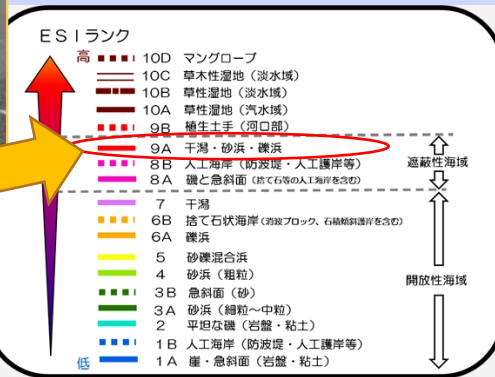 ESIランク
高 10D マングローブ
10C 草木性湿地（淡水域）
10B 草性湿地（淡水域）
10A 草性湿地（汽水域）
9B 植生土手（河口部）
9A 干潟・砂浜・礫浜
8B 人工海岸（防波堤・人工護岸等）
遮蔽性海域
8A 磯と急斜面（捨て石等の人工海岸を含む）
7 干潟
6B 捨て石状海岸（消波ブロック、石積傾斜護岸を含む）
6A 礫浜
5 砂礫混合浜
4 砂浜（粗粒）
開放性海域
3B 急斜面（砂）
3A 砂浜（細粒～中粒）
2 平坦な磯（岩盤・粘土）
1B 人工海岸（防波堤・人工護岸等）
低 1A 崖・急斜面（岩盤・粘土）